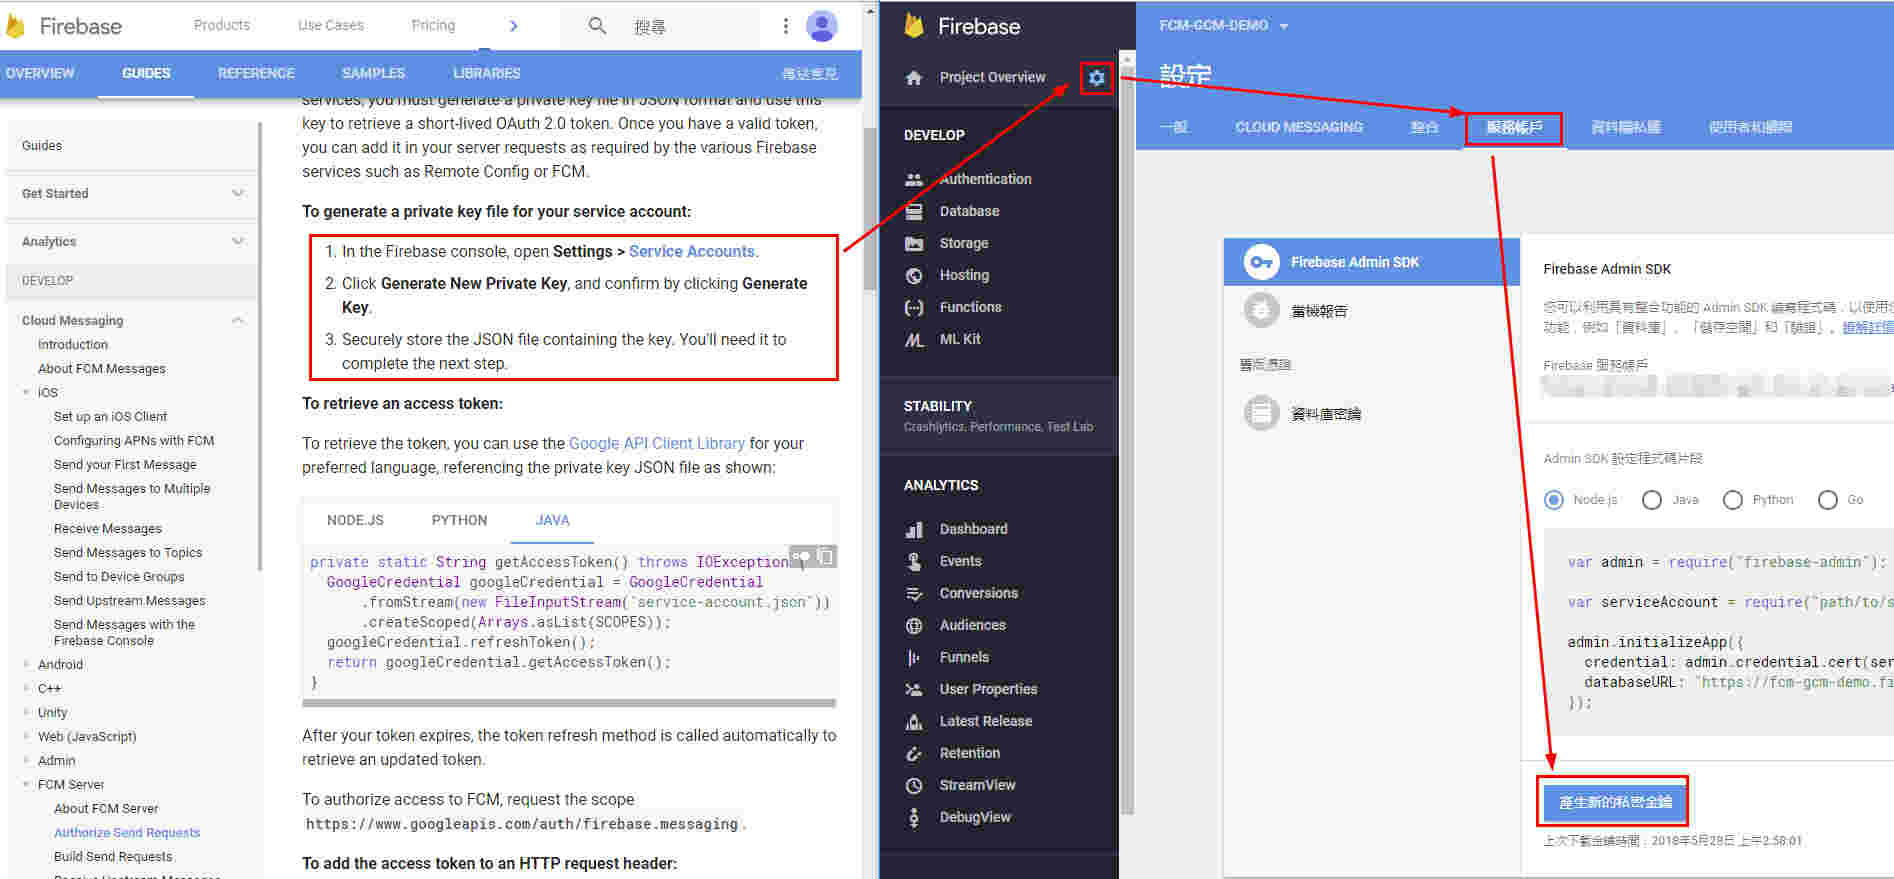 Firebase
Products
Use Cases
Pricing
搜尋
OVERVIEW
GUIDES
REFERENCE
SAMPLES
LIBRARIES
傳送意見
Guides
Get Started
Analytics
DEVELOP
Cloud Messaging
Introduction
About FCM Messages
iOS
Set up an iOS Client
Configuring APNs with FCM
Send your First Message
Send Messages to Multiple
Devices
Receive Messages
Send Messages to Topics
Send to Device Groups
Send Upstream Messages
Send Messages with the
Firebase Console
Android
C++
Unity
Web (JavaScript)
Admin
FCM Server
About FCM Server
Authorize Send Requests
Build Send Requests
Receive Upstream Messages
services, you must generate a private key file in JSON format and use this
key to retrieve a short-lived OAuth 2.0 token. Once you have a valid token,
you can add it in your server requests as required by the various Firebase
services such as Remote Config or FCM.
To generate a private key file for your service account:
1. In the Firebase console, open Settings > Service Accounts.
2. Click Generate New Private Key, and confirm by clicking Generate
Key.
3. Securely store the JSON file containing the key. You'll need it to
complete the next step.
To retrieve an access token:
To retrieve the token, you can use the Google API Client Library for your
preferred language, referencing the private key JSON file as shown:
NODE.JS
PYTHON
JAVA
private static String getAccessToken() throws IOException {
GoogleCredential googleCredential = GoogleCredential
.fromStream(new FileInputStream("service-account.json"))
.createScoped(Arrays.asList(SCOPES));
googleCredential.refreshToken();
return googleCredential.getAccessToken();
}
After your token expires, the token refresh method is called automatically to
retrieve an updated token.
To authorize access to FCM, request the scope
https://www.googleapis.com/auth/firebase.messaging .
To add the access token to an HTTP request header:
Firebase
Project Overview
DEVELOP
Authentication
Database
Storage
Hosting
Functions
ML Kit
STABILITY
Crashlytics, Performance, Test Lab
ANALYTICS
Dashboard
Events
Conversions
Audiences
Funnels
User Properties
Latest Release
Retention
StreamView
DebugView
FCM-GCM-DEMO
設定
一般
CLOUD MESSAGING
整合
服務帳戶
資料隱私權
使用者和權限
Firebase Admin SDK
當機報告
舊版憑證
資料庫密鑰
Firebase Admin SDK
您可以利用具有整合功能的 Admin SDK 編寫程式碼，以使用
功能，例如「資料庫」、「儲存空間」和「驗證」。瞭解詳情
Firebase 服務帳戶
Admin SDK 設定程式碼片段
Node.js
Java
Python
Go
var admin = require("firebase-admin");
var serviceAccount = require("path/to/s
admin.initializeApp({
credential: admin.credential.cert(ser
databaseURL: "https://fcm-gcm-demo.fi
});
產生新的私密金鑰
上次下載金鑰時間：2018年5月28日 上午2:58:01